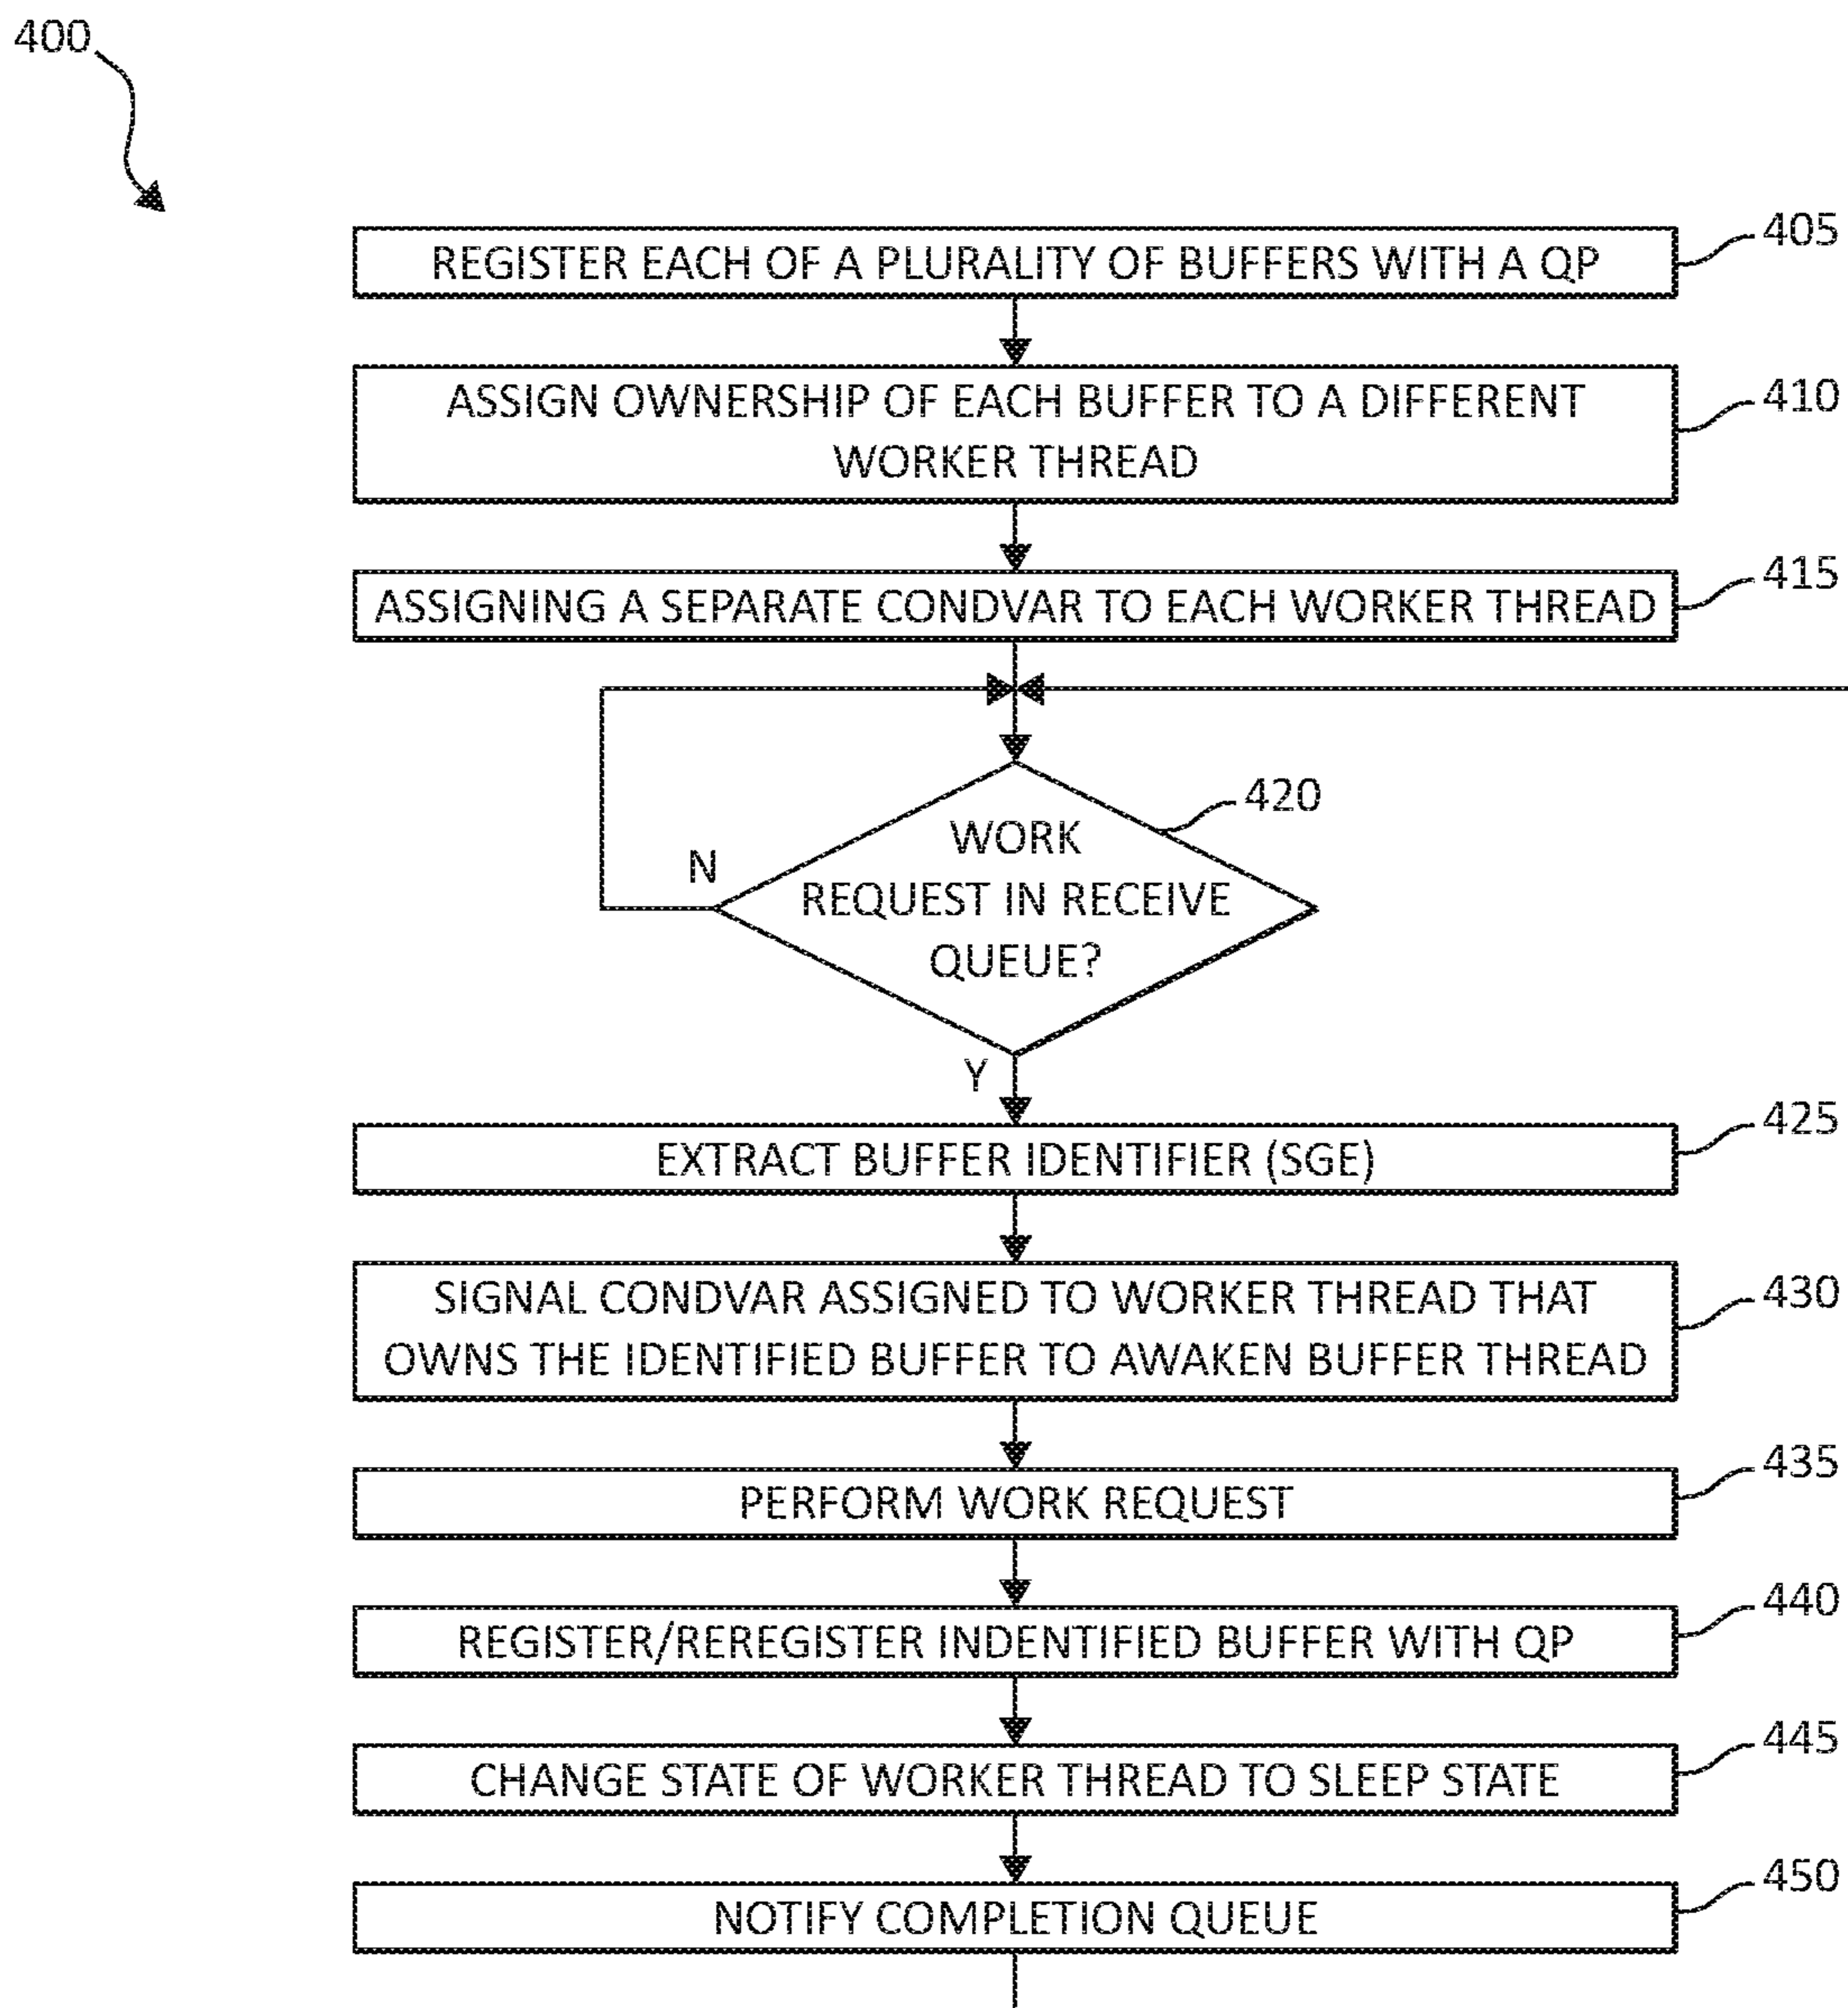 400
REGISTER EACH OF A PLURALITY OF BUFFERS WITH A QP
405
ASSIGN OWNERSHIP OF EACH BUFFER TO A DIFFERENT
WORKER THREAD
410
ASSIGNING A SEPARATE CONDVAR TO EACH WORKER THREAD
415
WORK
REQUEST IN RECEIVE
QUEUE?
420
N
Y
EXTRACT BUFFER IDENTIFIER (SGE)
425
SIGNAL CONDVAR ASSIGNED TO WORKER THREAD THAT
OWNS THE IDENTIFIED BUFFER TO AWAKEN BUFFER THREAD
430
PERFORM WORK REQUEST
435
REGISTER/REREGISTER INDENTIFIED BUFFER WITH QP
440
CHANGE STATE OF WORKER THREAD TO SLEEP STATE
445
NOTIFY COMPLETION QUEUE
450